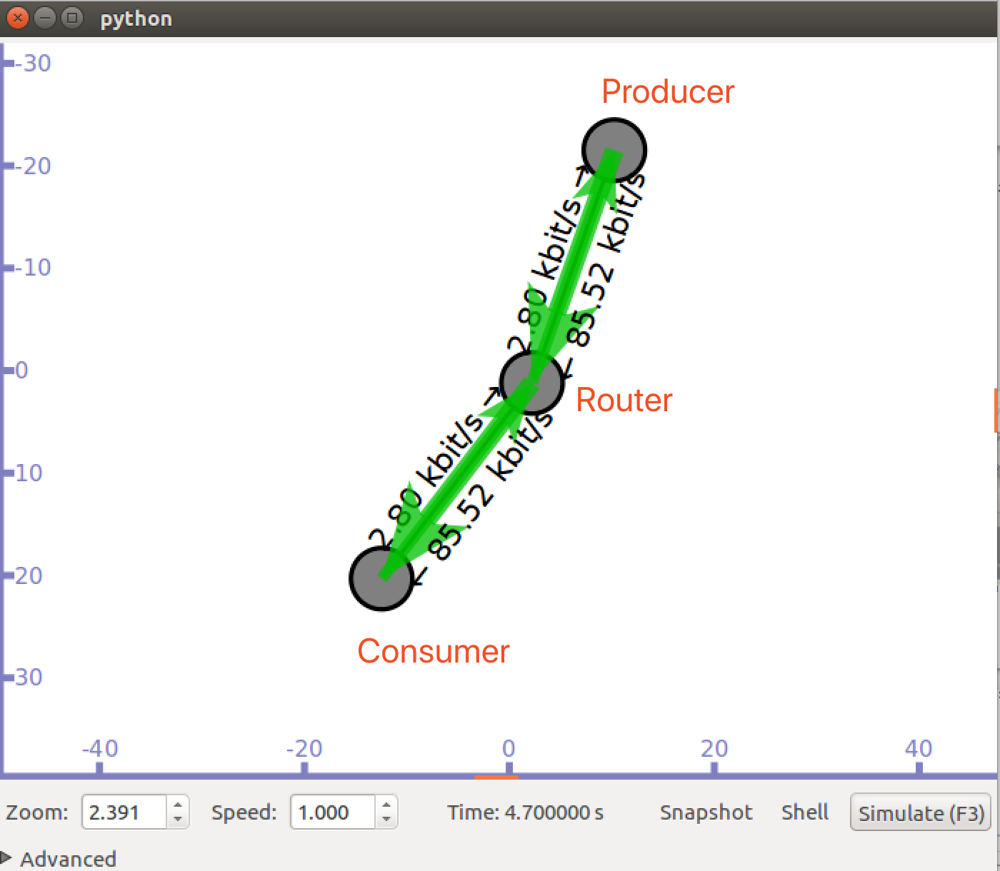 python
-30
-20
-10
0
10
20
30
Producer
2.80 kbit/s →
← 85.52 kbit/s
Router
2.80 kbit/s →
← 85.52 kbit/s
Consumer
-40 -20 0 20 40
Zoom: 2.391 Speed: 1.000 Time: 4.700000 s Snapshot Shell Simulate (F3)
Advanced